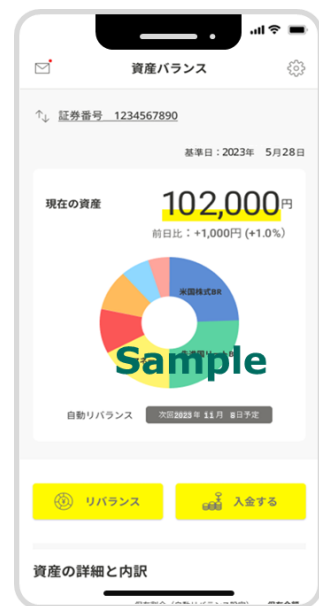 資産バランス
証券番号 1234567890
基準日：2023年 5月28日
現在の資産 102,000円
前日比：+1,000円 (+1.0%)
米国株式BR
Sample
自動リバランス 次回2023年 11月 8日予定
リバランス 入金する
資産の詳細と内訳